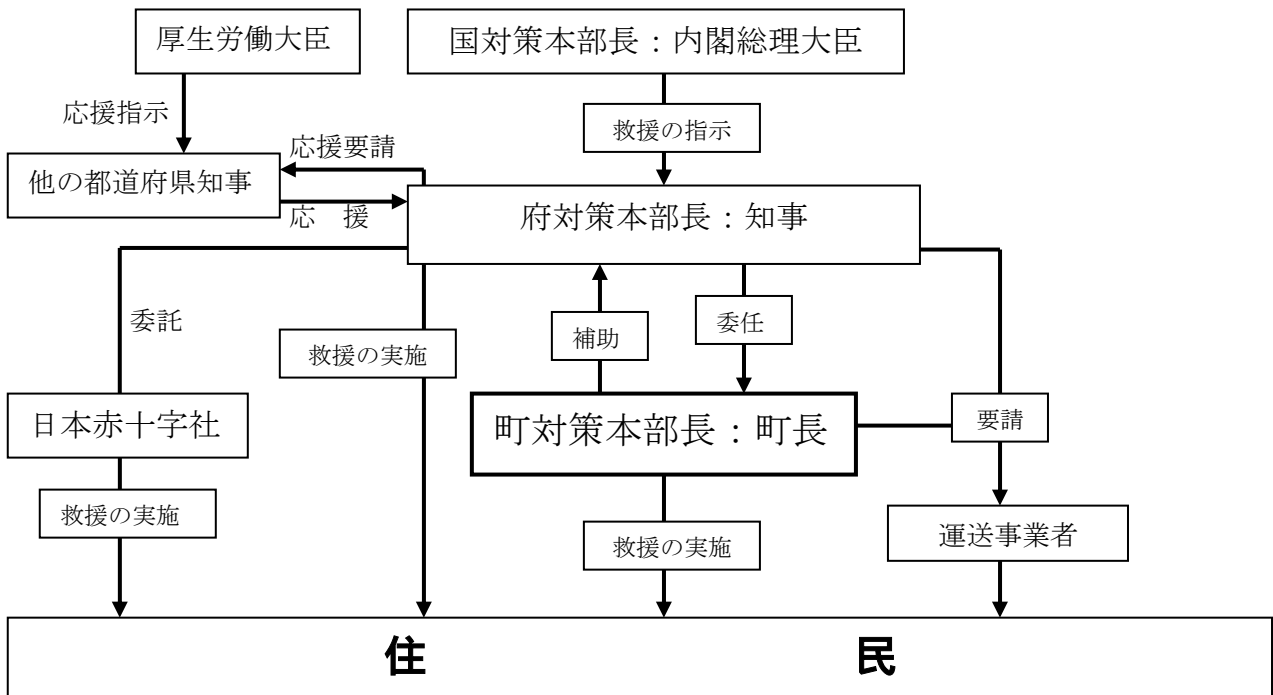 厚生労働大臣
国対策本部長：内閣総理大臣
応援指示
救援の指示
応援要請
他の都道府県知事
府対策本部長：知事
応　援
委託
救援の実施
補助
委任
日本赤十字社
町対策本部長：町長
要請
救援の実施
救援の実施
運送事業者
住　民